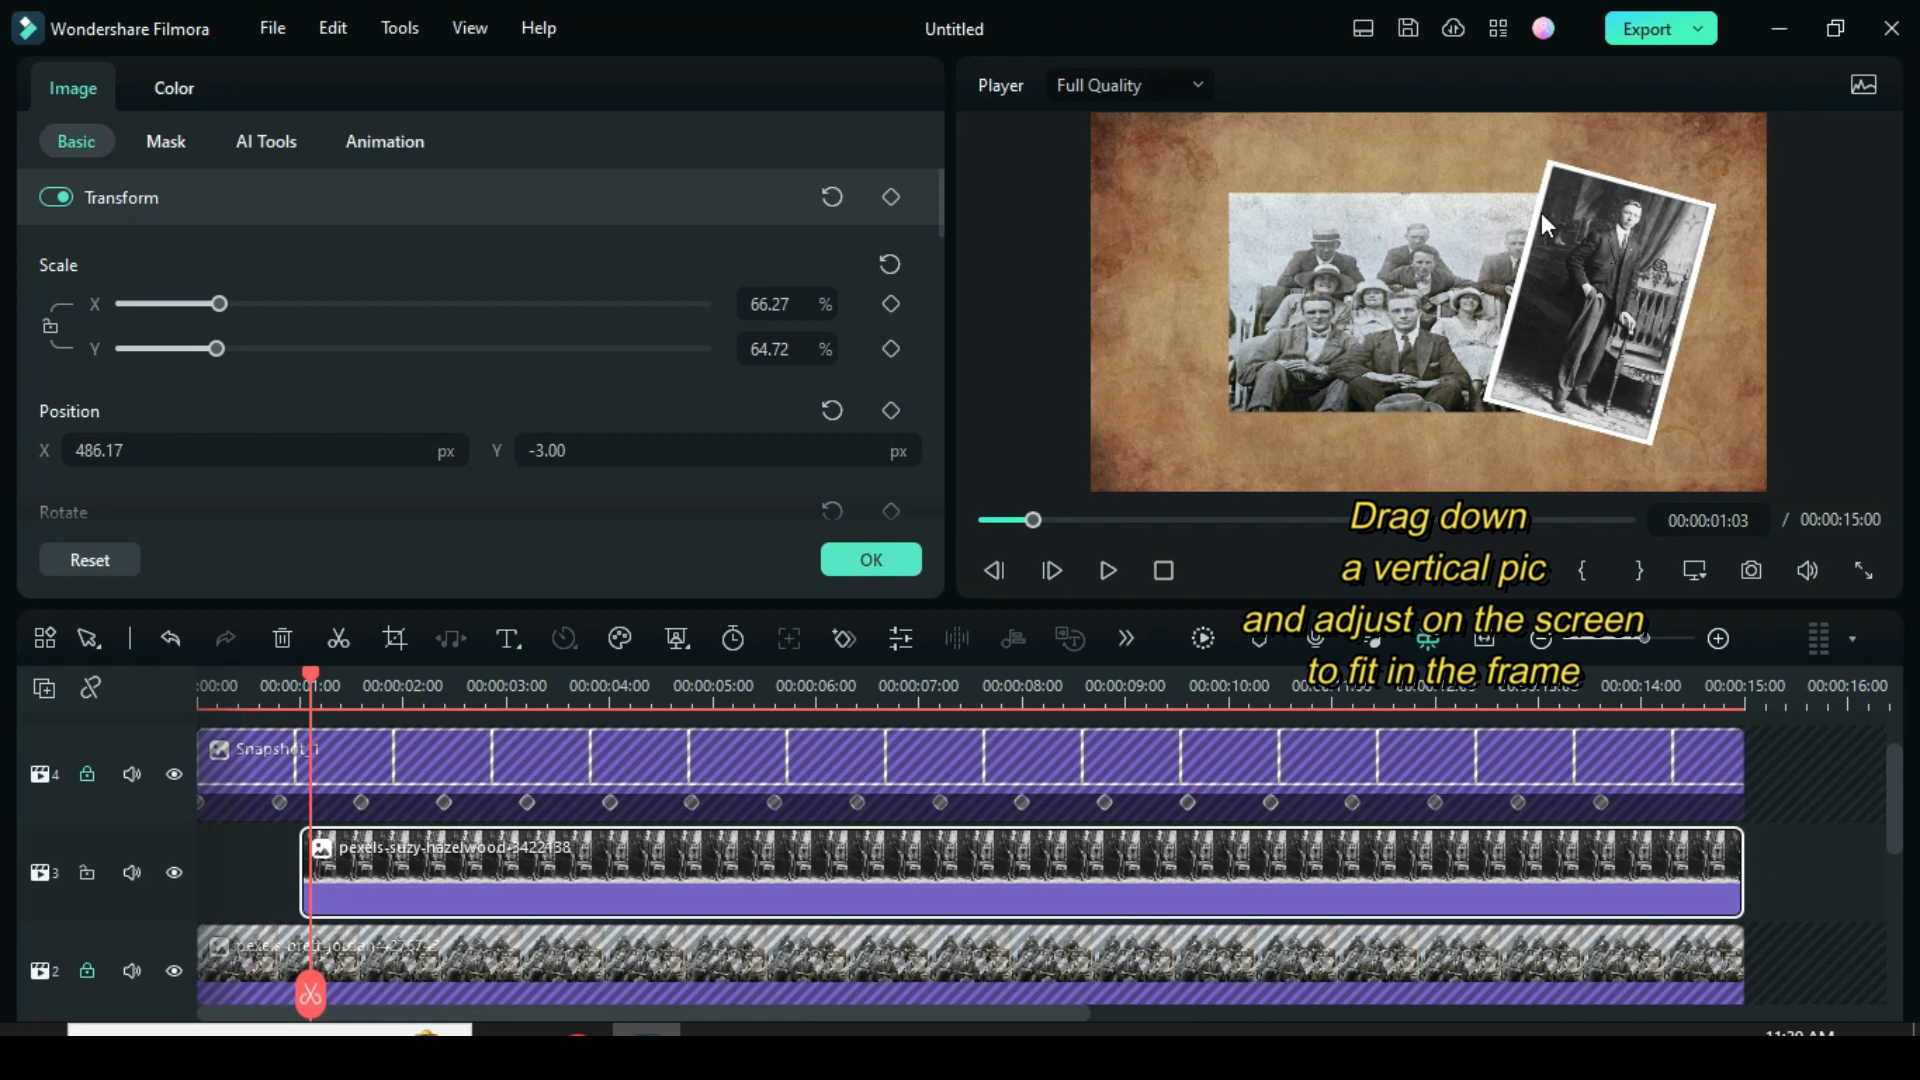 Wondershare Filmora File Edit Tools View Help Untitled Export
Image Color
Player Full Quality
Basic Mask AI Tools Animation
Transform
Scale
X 66.27 %
Y 64.72 %
Position
X 486.17 px Y -3.00 px
Rotate
Reset OK
00:00:01:03 / 00:00:15:00
Drag down
a vertical pic
and adjust on the screen
to fit in the frame
:00:00 00:00:01:00 00:00:02:00 00:00:03:00 00:00:04:00 00:00:05:00 00:00:06:00 00:00:07:00 00:00:08:00 00:00:09:00 00:00:10:00 00:00:14:00 00:00:15:00 00:00:16:00
Snapshot_1
4
pexels-suzy-hazelwood-3422138
3
2